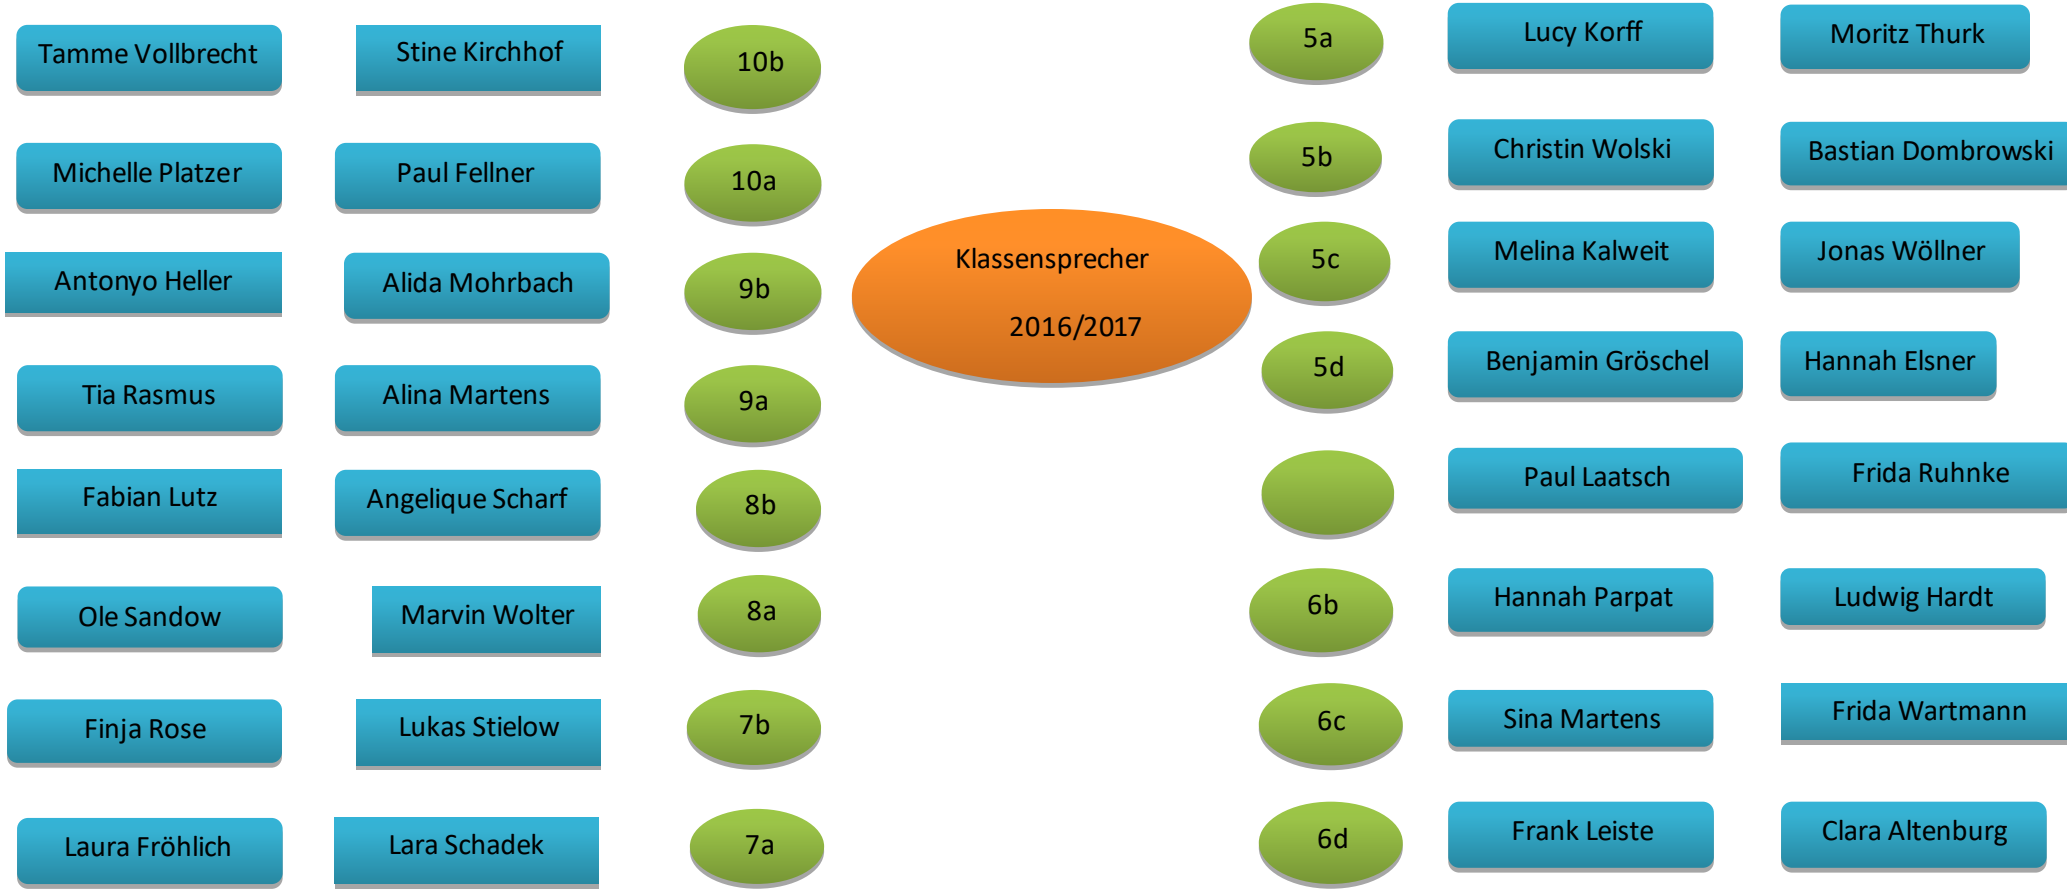 Tamme Vollbrecht Stine Kirchhof 10b
Michelle Platzer Paul Fellner 10a
Antonyo Heller Alida Mohrbach 9b
Tia Rasmus Alina Martens 9a
Fabian Lutz Angelique Scharf 8b
Ole Sandow Marvin Wolter 8a
Finja Rose Lukas Stielow 7b
Laura Fröhlich Lara Schadek 7a
Klassensprecher
2016/2017
5a Lucy Korff Moritz Thurk
5b Christin Wolski Bastian Dombrowski
5c Melina Kalweit Jonas Wöllner
5d Benjamin Gröschel Hannah Elsner
Paul Laatsch Frida Ruhnke
6b Hannah Parpat Ludwig Hardt
6c Sina Martens Frida Wartmann
6d Frank Leiste Clara Altenburg